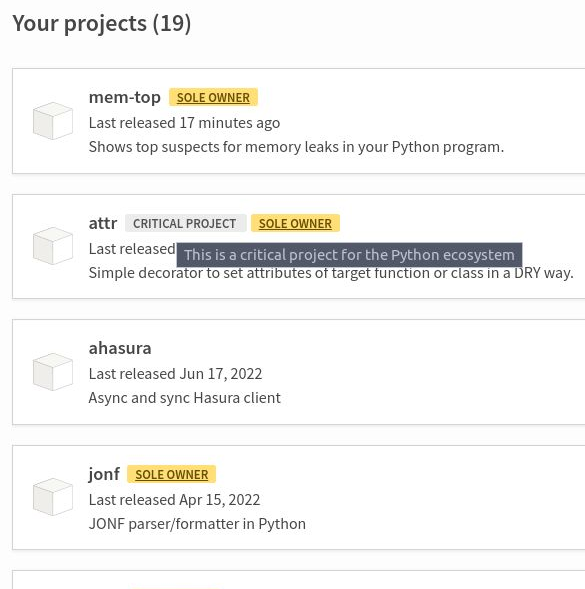 Your projects (19)
mem-top SOLE OWNER
Last released 17 minutes ago
Shows top suspects for memory leaks in your Python program.
attr CRITICAL PROJECT SOLE OWNER
Last released
This is a critical project for the Python ecosystem
Simple decorator to set attributes of target function or class in a DRY way.
ahasura
Last released Jun 17, 2022
Async and sync Hasura client
jonf SOLE OWNER
Last released Apr 15, 2022
JONF parser/formatter in Python